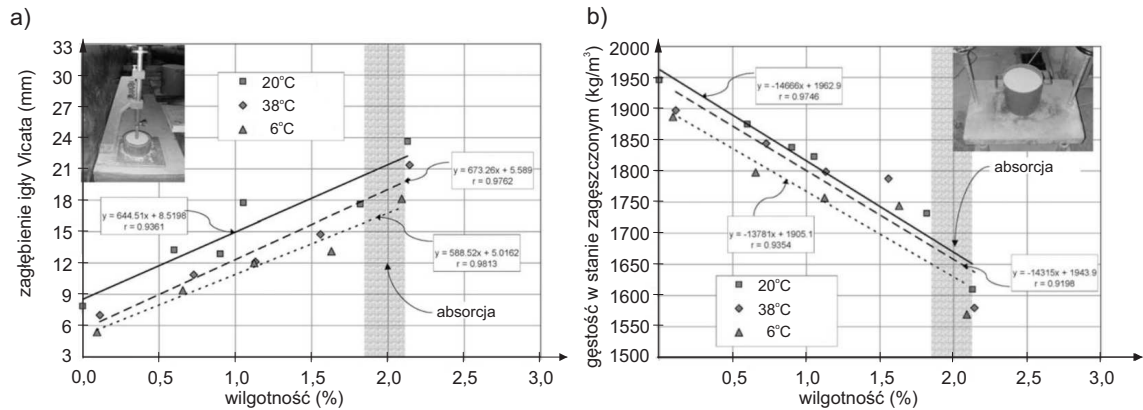 a)
zagłębienie igły Vicata (mm)
33
30
27
24
21
18
15
12
9
6
3
20°C
38°C
6°C
y = 644.51x + 8.5198
r = 0.9361
y = 673.26x + 5.589
r = 0.9762
y = 588.52x + 5.0162
r = 0.9813
absorcja
0,0 0,5 1,0 1,5 2,0 2,5 3,0
wilgotność (%)
b)
gęstość w stanie zagęszczonym (kg/m³)
2000
1950
1900
1850
1800
1750
1700
1650
1600
1550
1500
y = -14666x + 1962.9
r = 0.9746
absorcja
y = -13781x + 1905.1
r = 0.9354
y = -14315x + 1943.9
r = 0.9198
20°C
38°C
6°C
0,5 1,0 1,5 2,0 2,5 3,0
wilgotność (%)